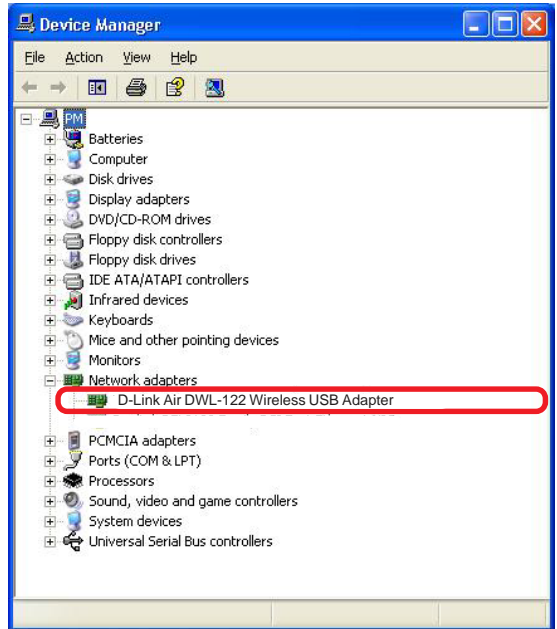 Device Manager
File Action View Help
PM
Batteries
Computer
Disk drives
Display adapters
DVD/CD-ROM drives
Floppy disk controllers
Floppy disk drives
IDE ATA/ATAPI controllers
Infrared devices
Keyboards
Mice and other pointing devices
Monitors
Network adapters
D-Link Air DWL-122 Wireless USB Adapter
PCMCIA adapters
Ports (COM & LPT)
Processors
Sound, video and game controllers
System devices
Universal Serial Bus controllers